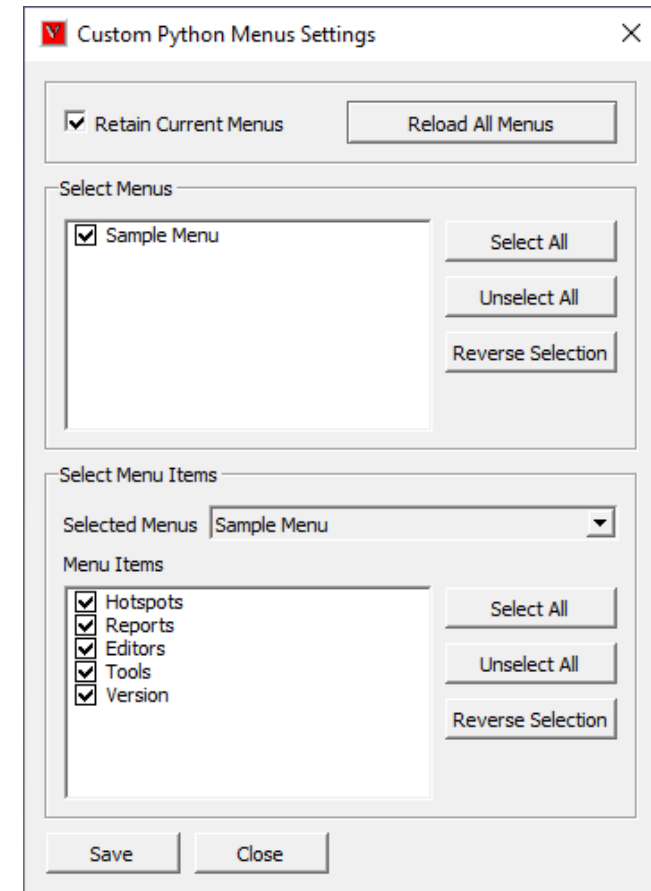 Custom Python Menus Settings
Retain Current Menus
Reload All Menus
Select Menus
Sample Menu
Select All
Unselect All
Reverse Selection
Select Menu Items
Selected Menus Sample Menu
Menu Items
Hotspots
Reports
Editors
Tools
Version
Select All
Unselect All
Reverse Selection
Save
Close